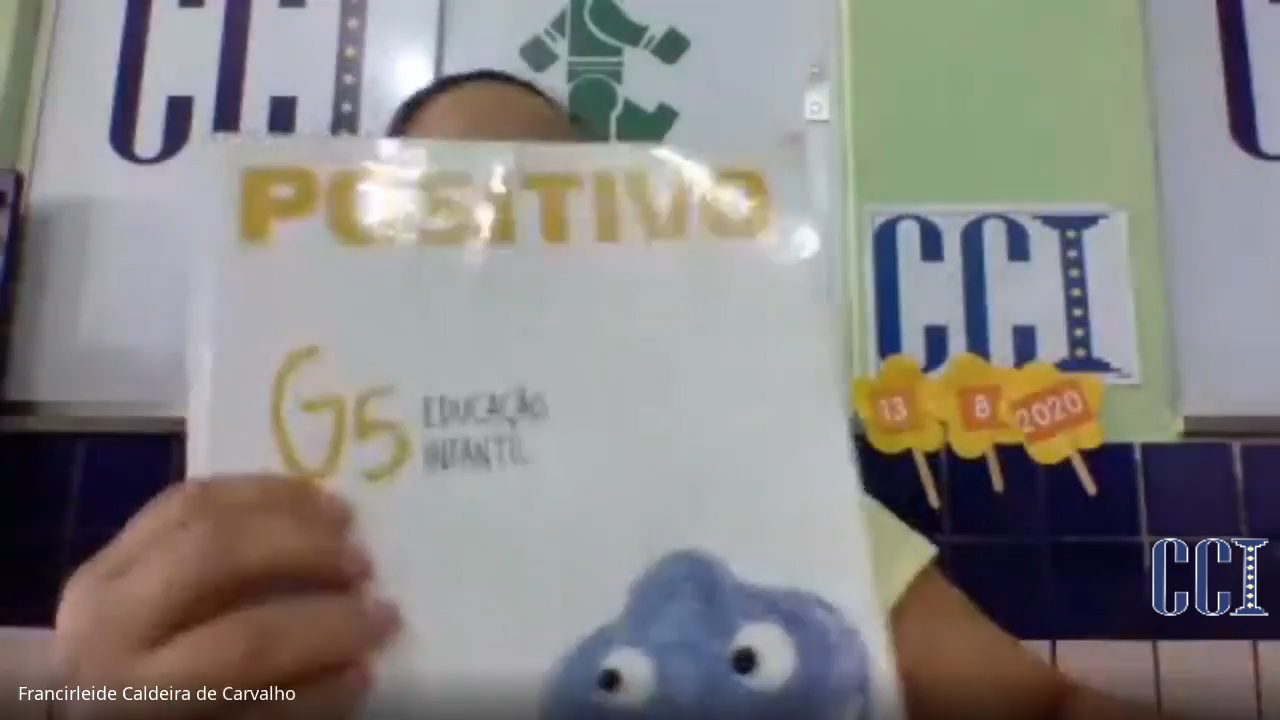 CCI
POSITIVO
G5 EDUCAÇÃO
INFANTIL
CCI
13 8 2020
CCI
Francirleide Caldeira de Carvalho